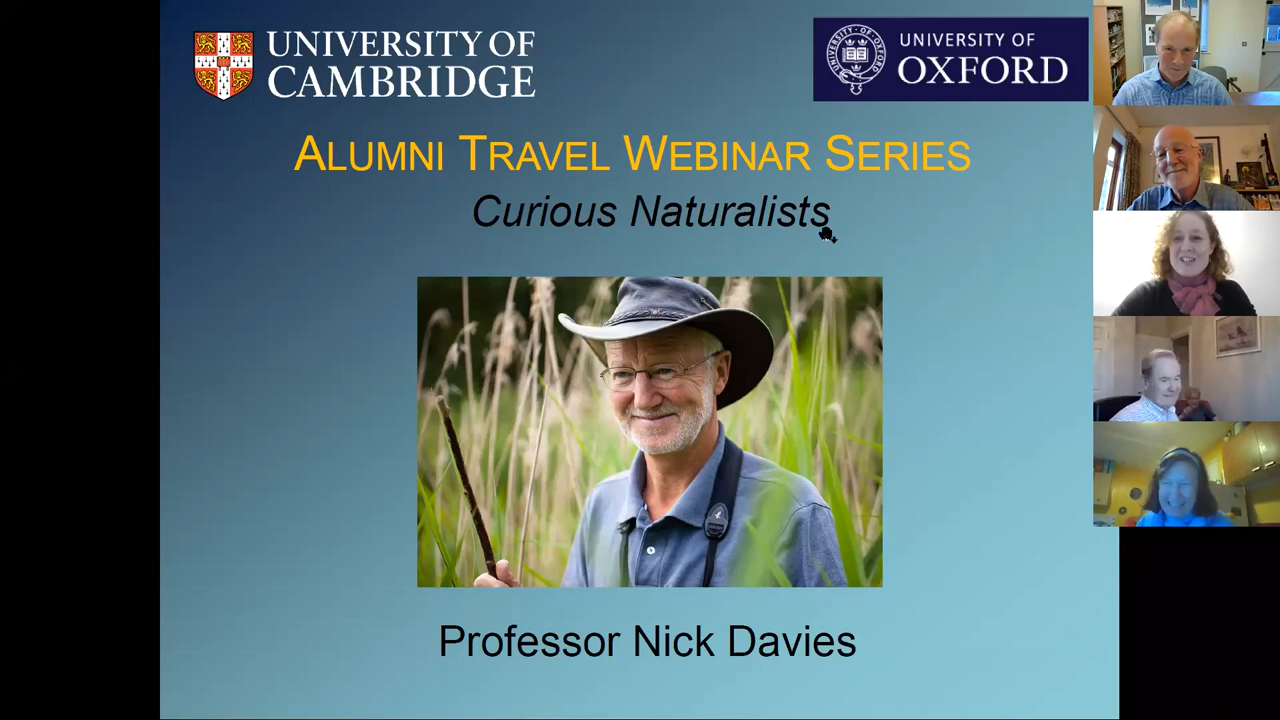 UNIVERSITY OF
CAMBRIDGE
UNIVERSITY OF
OXFORD
ALUMNI TRAVEL WEBINAR SERIES
Curious Naturalists
Professor Nick Davies